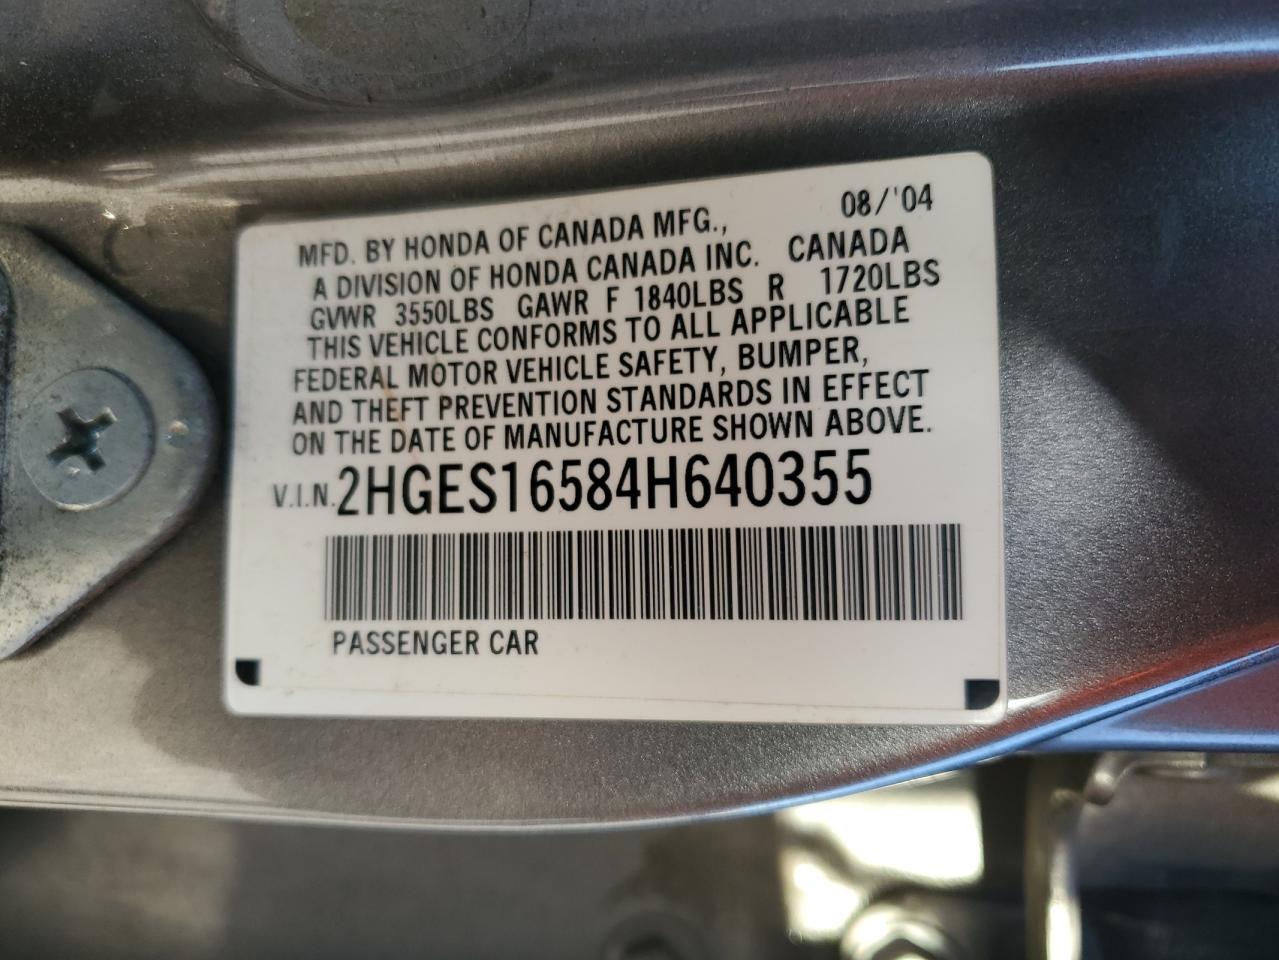 08/'04
MFD. BY HONDA OF CANADA MFG.,
A DIVISION OF HONDA CANADA INC. CANADA
GVWR 3550LBS GAWR F 1840LBS R 1720LBS
THIS VEHICLE CONFORMS TO ALL APPLICABLE
FEDERAL MOTOR VEHICLE SAFETY, BUMPER,
AND THEFT PREVENTION STANDARDS IN EFFECT
ON THE DATE OF MANUFACTURE SHOWN ABOVE.
V.I.N. 2HGES16584H640355
PASSENGER CAR